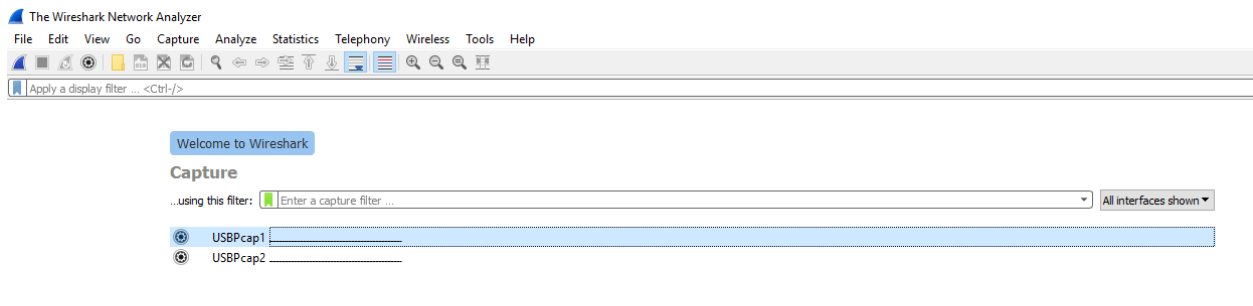 The Wireshark Network Analyzer
File Edit View Go Capture Analyze Statistics Telephony Wireless Tools Help
Apply a display filter ... <Ctrl-/>
Welcome to Wireshark
Capture
...using this filter: Enter a capture filter ... All interfaces shown
USBPcap1
USBPcap2